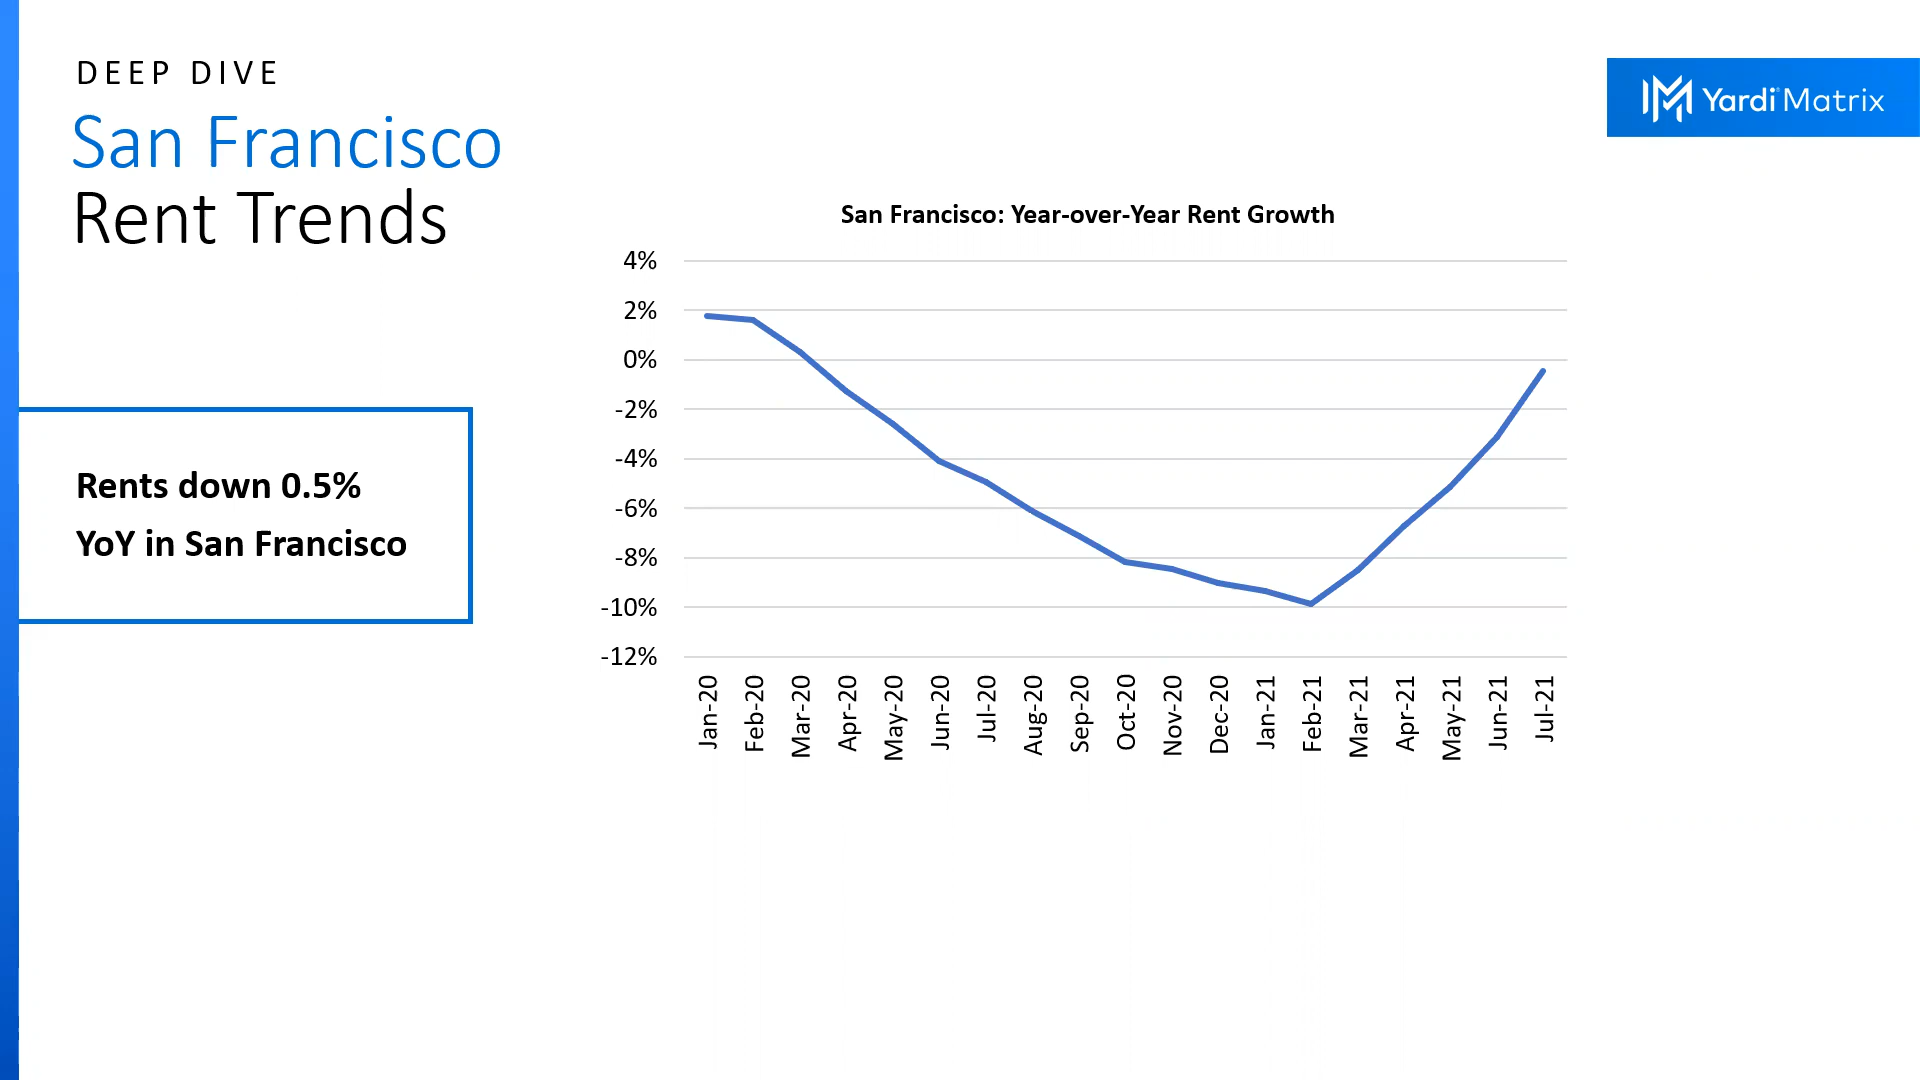 DEEP DIVE
San Francisco
Rent Trends
Yardi Matrix
Rents down 0.5%
YoY in San Francisco
San Francisco: Year-over-Year Rent Growth
4%
2%
0%
-2%
-4%
-6%
-8%
-10%
-12%
Jan-20
Feb-20
Mar-20
Apr-20
May-20
Jun-20
Jul-20
Aug-20
Sep-20
Oct-20
Nov-20
Dec-20
Jan-21
Feb-21
Mar-21
Apr-21
May-21
Jun-21
Jul-21